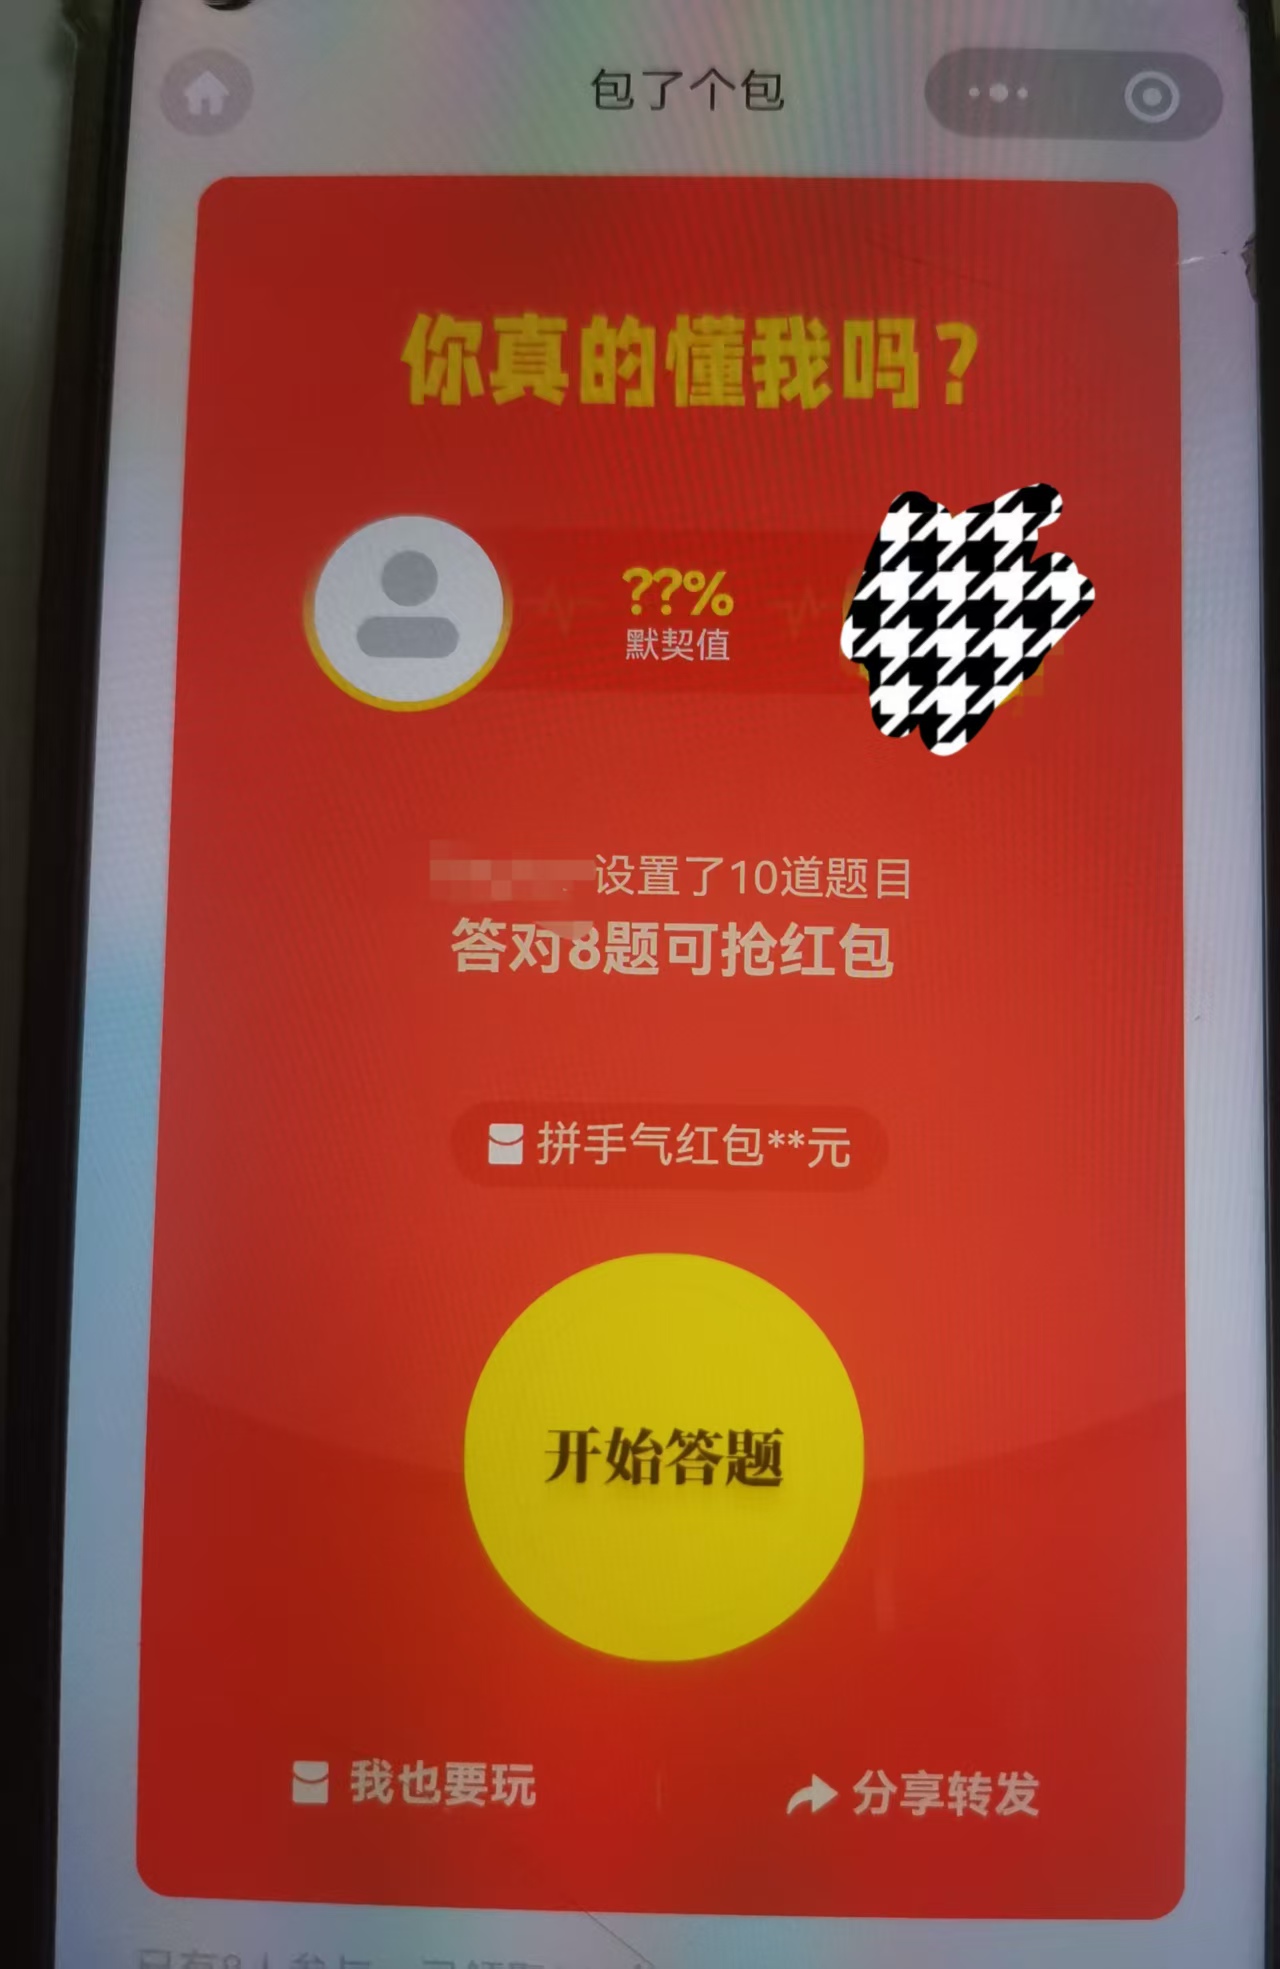 包了个包
你真的懂我吗？
??%
默契值
设置了10道题目
答对8题可抢红包
拼手气红包**元
开始答题
我也要玩
分享转发